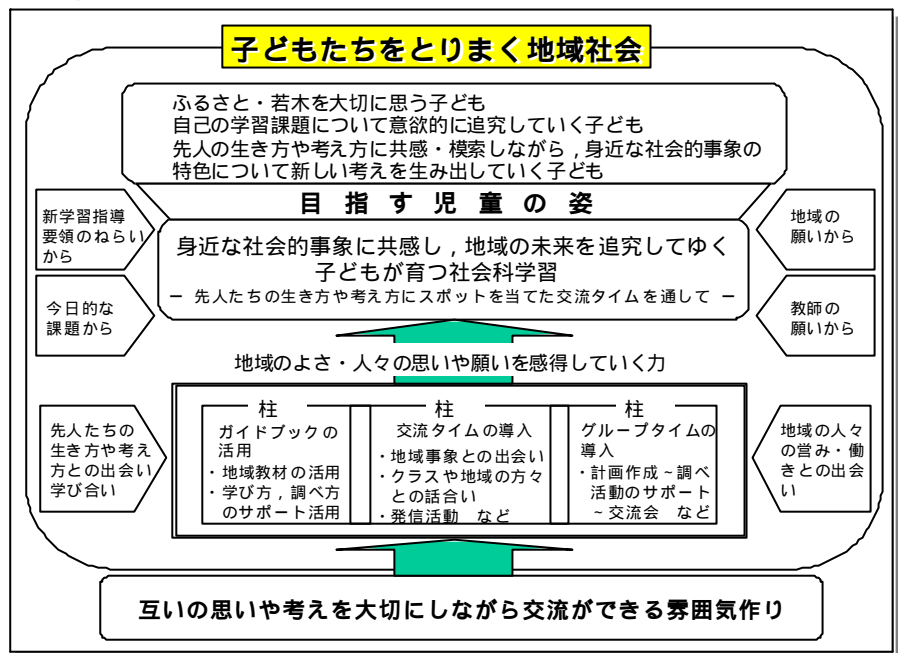 子どもたちをとりまく地域社会
ふるさと・若木を大切に思う子ども
自己の学習課題について意欲的に追究していく子ども
先人の生き方や考え方に共感・模索しながら，身近な社会的事象の
特色について新しい考えを生み出していく子ども
目指す児童の姿
新学習指導
要領のねらい
から
地域の
願いから
身近な社会的事象に共感し，地域の未来を追究してゆく
子どもが育つ社会科学習
－ 先人たちの生き方や考え方にスポットを当てた交流タイムを通して －
今日的な
課題から
教師の
願いから
地域のよさ・人々の思いや願いを感得していく力
先人たちの
生き方や考え
方との出会い
学び合い
柱
ガイドブックの
活用
・地域教材の活用
・学び方，調べ方
のサポート活用
柱
交流タイムの導入
・地域事象との出会い
・クラスや地域の方々
との話合い
・発信活動　など
柱
グループタイムの
導入
・計画作成～調べ
活動のサポート
～交流会　など
地域の人々
の営み・働
きとの出会
い
互いの思いや考えを大切にしながら交流ができる雰囲気作り